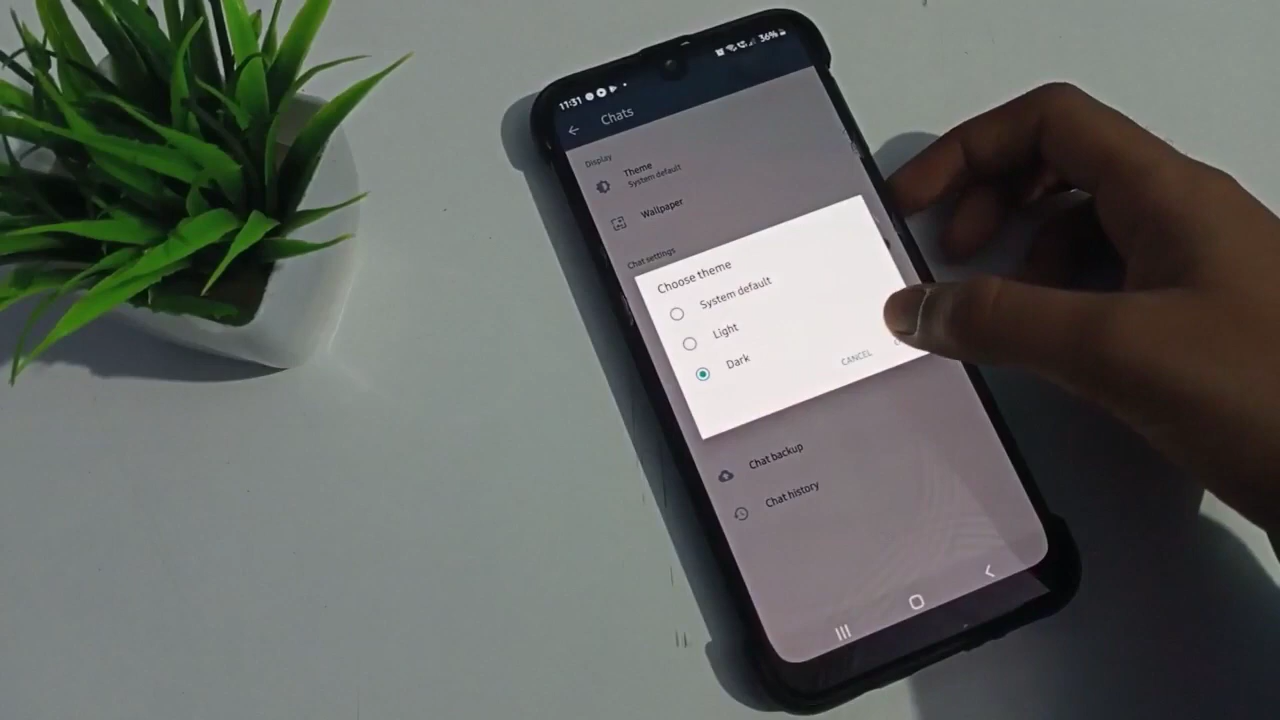 11:31
36%
Chats
Display
Theme
System default
Wallpaper
Chat settings
Choose theme
System default
Light
Dark
CANCEL
Chat backup
Chat history